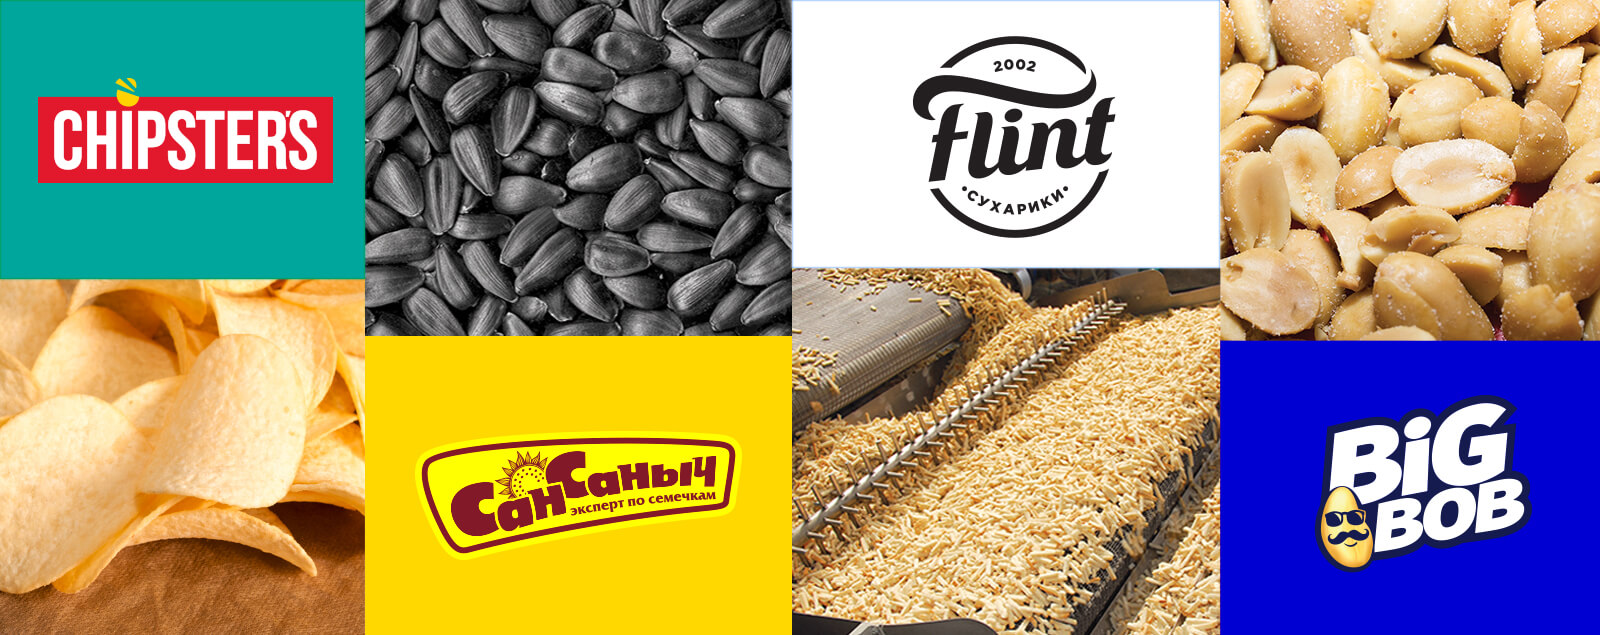 CHIPSTER'S
2002
flint
•СУХАРИКИ•
СанСаныч
эксперт по семечкам
BiG
BOB